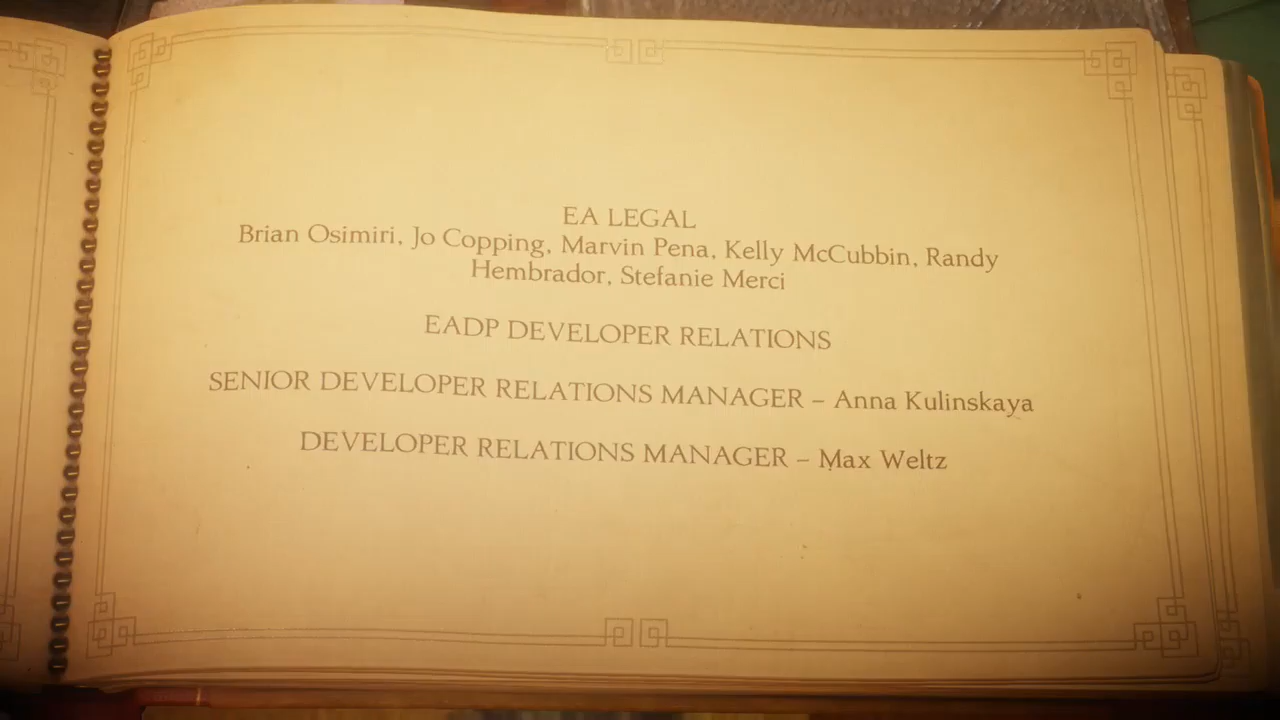 EA LEGAL
Brian Osimiri, Jo Copping, Marvin Pena, Kelly McCubbin, Randy
Hembrador, Stefanie Merci
EADP DEVELOPER RELATIONS
SENIOR DEVELOPER RELATIONS MANAGER – Anna Kulinskaya
DEVELOPER RELATIONS MANAGER – Max Weltz